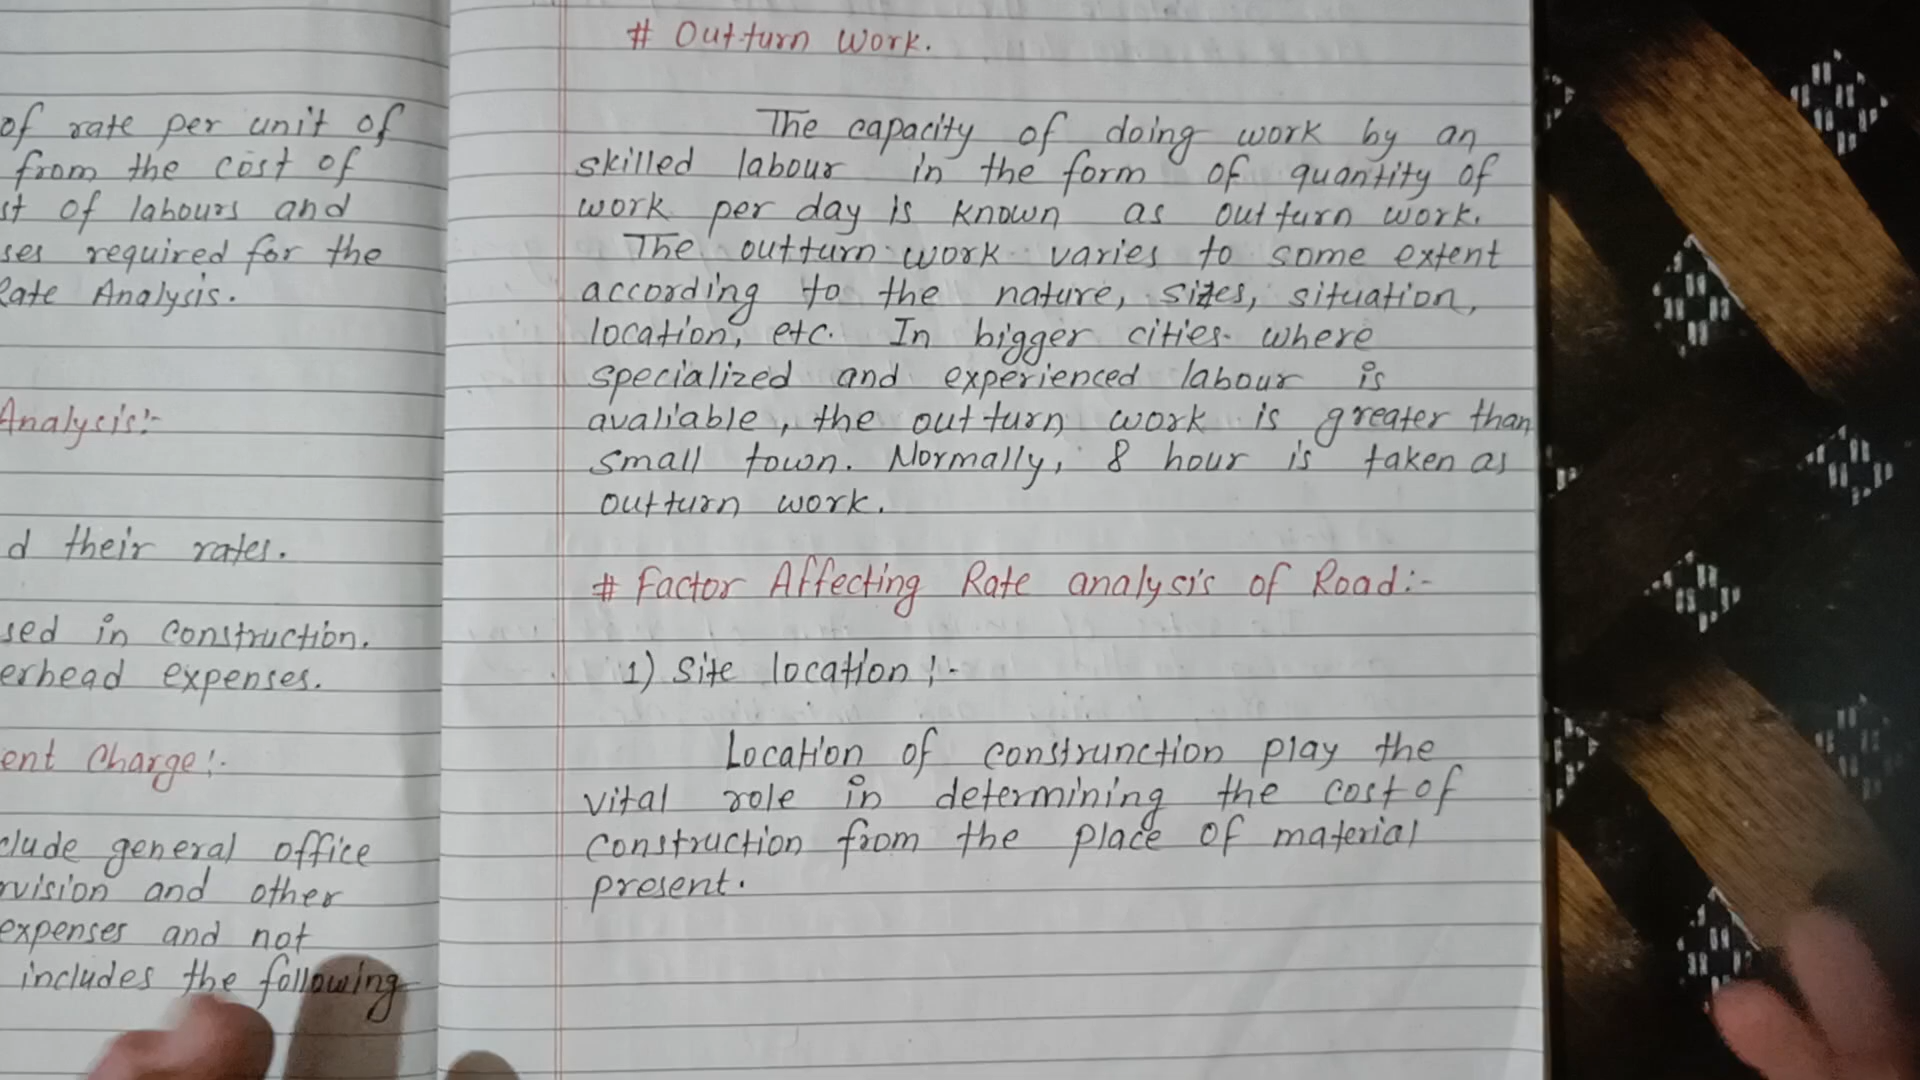 of rate per unit of
from the cost of
st of labours and
ses required for the
Rate Analysis.
Analysis:-
d their rates.
sed in construction.
erhead expenses.
ent Charge:-
clude general office
rvision and other
expenses and not
includes the following
# Outturn Work.
The capacity of doing work by an
skilled labour in the form of quantity of
work per day is known as outturn work.
The outturn work varies to some extent
according to the nature, sizes, situation,
location, etc. In bigger cities where
specialized and experienced labour is
avaliable, the outturn work is greater than
small town. Normally, 8 hour is taken as
outturn work.
# Factor Affecting Rate analysis of Road:-
1) Site location :-
Location of construnction play the
vital role in determining the cost of
construction from the place of material
present.